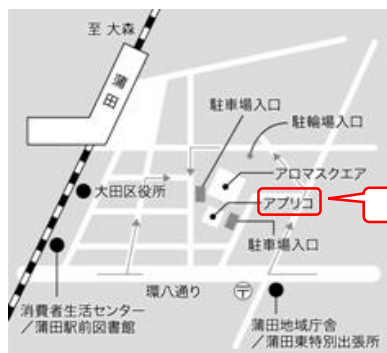 至 大森
蒲田
駐車場入口
駐輪場入口
アロマスクエア
大田区役所
アプリコ
駐車場入口
消費者生活センター
/蒲田駅前図書館
環八通り
〒
蒲田地域庁舎
/蒲田東特別出張所